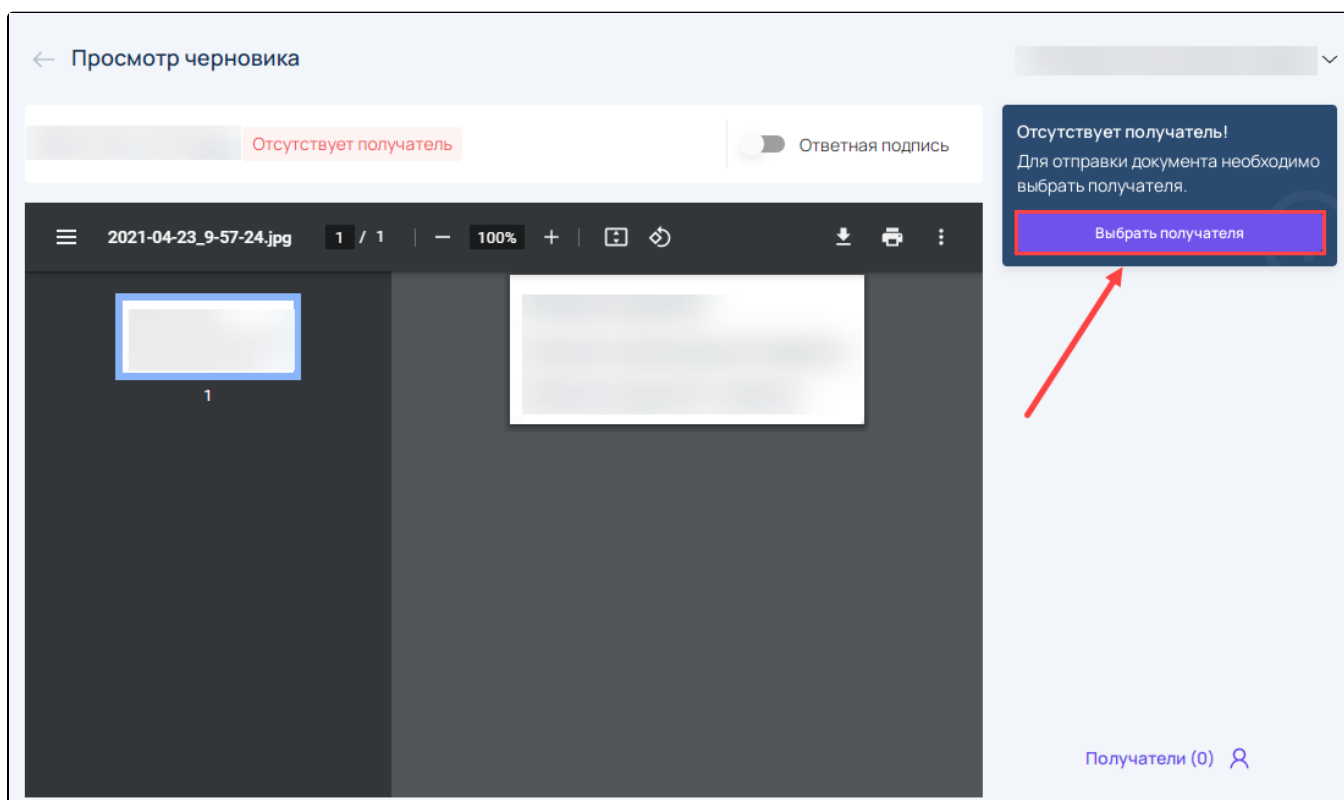 Просмотр черновика
Отсутствует получатель
Ответная подпись
Отсутствует получатель!
Для отправки документа необходимо
выбрать получателя.
Выбрать получателя
2021-04-23_9-57-24.jpg 1 / 1 100%
1
Получатели (0)